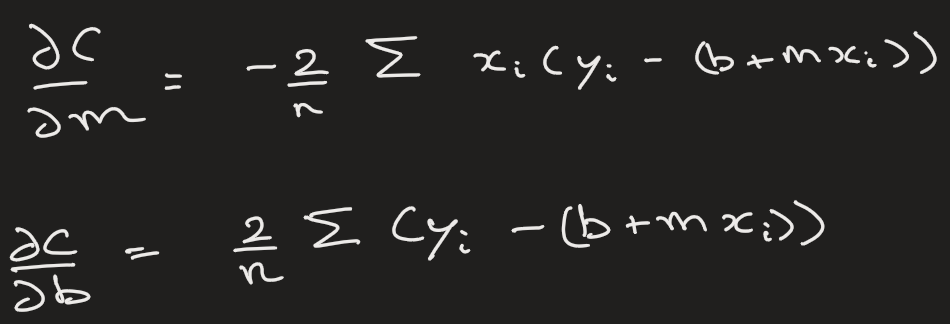 ∂C/∂m = -2/n Σ xᵢ(yᵢ - (b+mxᵢ))
∂C/∂b = 2/n Σ (yᵢ - (b+mxᵢ))